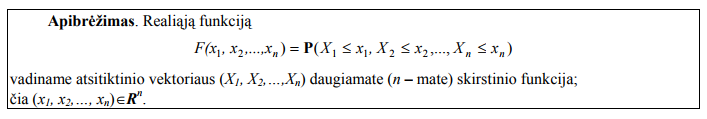 Apibrėžimas. Realiąją funkciją
F(x₁, x₂,...,xₙ) = P(X₁ ≤ x₁, X₂ ≤ x₂,..., Xₙ ≤ xₙ)
vadiname atsitiktinio vektoriaus (X₁, X₂,...,Xₙ) daugiamate (n – mate) skirstinio funkcija;
čia (x₁, x₂,..., xₙ)∈Rⁿ.